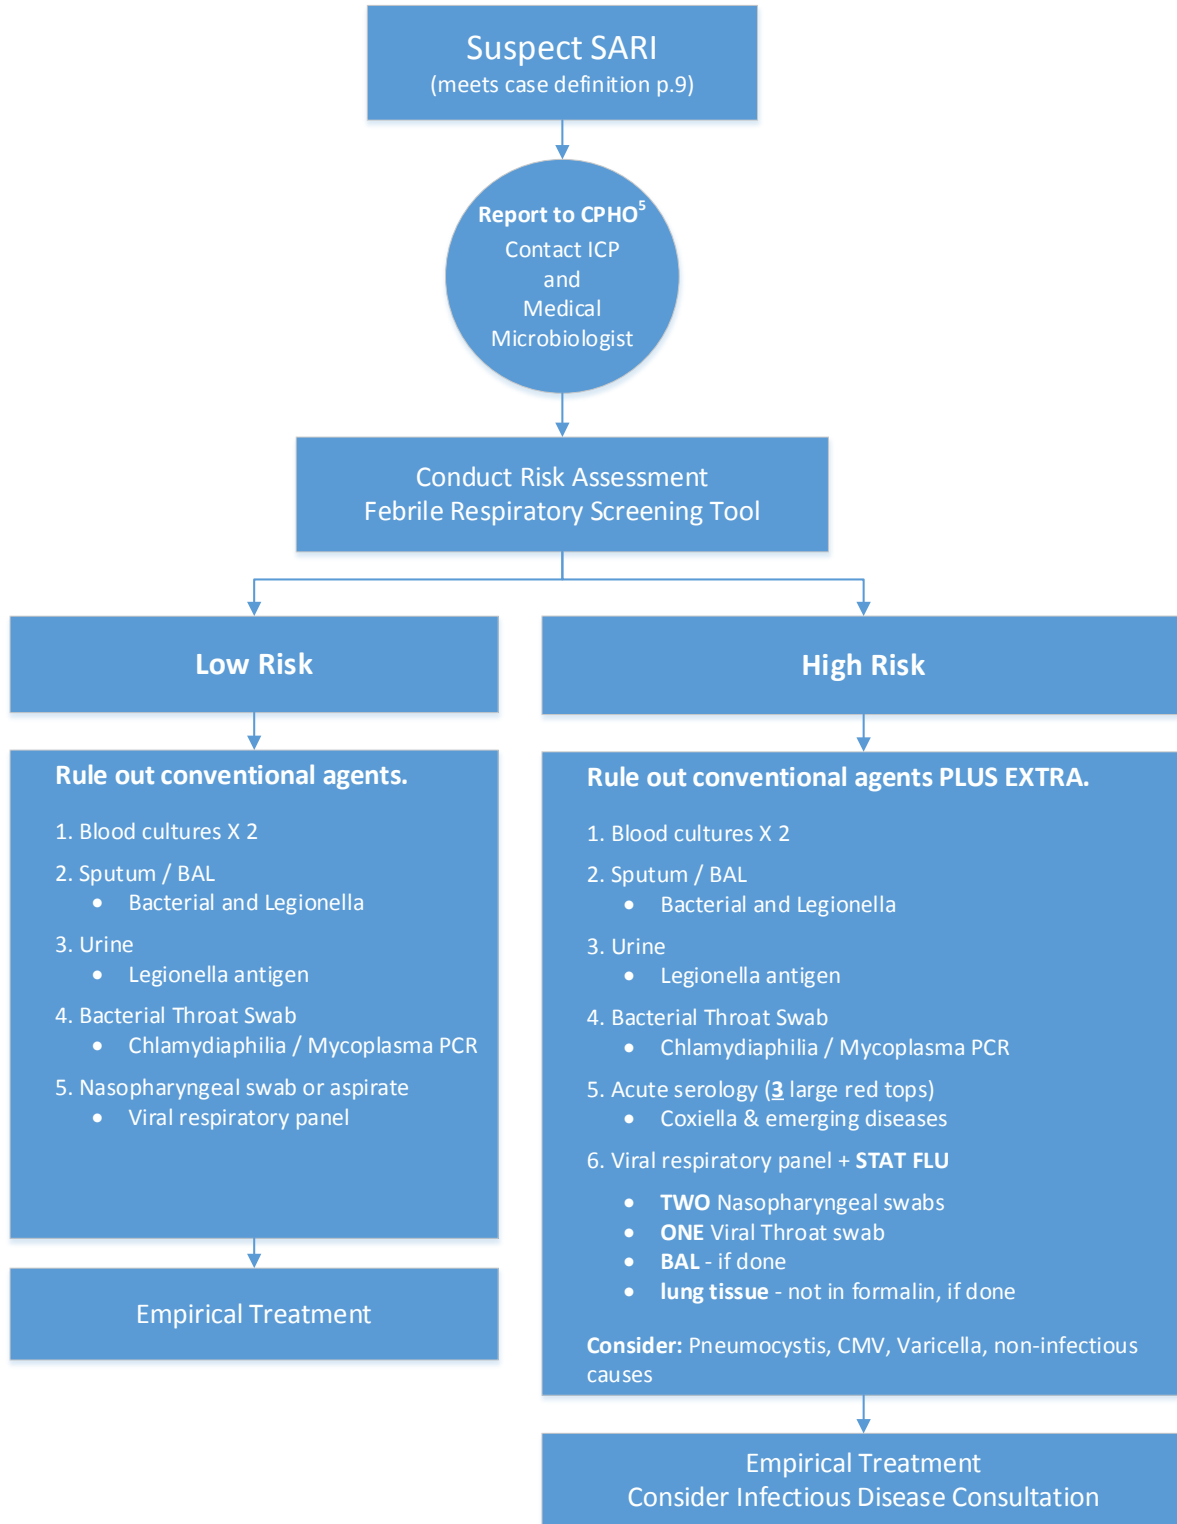 Suspect SARI
(meets case definition p.9)
Report to CPHO5
Contact ICP
and
Medical
Microbiologist
Conduct Risk Assessment
Febrile Respiratory Screening Tool
Low Risk
Rule out conventional agents.
1. Blood cultures X 2
2. Sputum / BAL
• Bacterial and Legionella
3. Urine
• Legionella antigen
4. Bacterial Throat Swab
• Chlamydiaphilia / Mycoplasma PCR
5. Nasopharyngeal swab or aspirate
• Viral respiratory panel
Empirical Treatment
High Risk
Rule out conventional agents PLUS EXTRA.
1. Blood cultures X 2
2. Sputum / BAL
• Bacterial and Legionella
3. Urine
• Legionella antigen
4. Bacterial Throat Swab
• Chlamydiaphilia / Mycoplasma PCR
5. Acute serology (3 large red tops)
• Coxiella & emerging diseases
6. Viral respiratory panel + STAT FLU
• TWO Nasopharyngeal swabs
• ONE Viral Throat swab
• BAL - if done
• lung tissue - not in formalin, if done
Consider: Pneumocystis, CMV, Varicella, non-infectious
causes
Empirical Treatment
Consider Infectious Disease Consultation